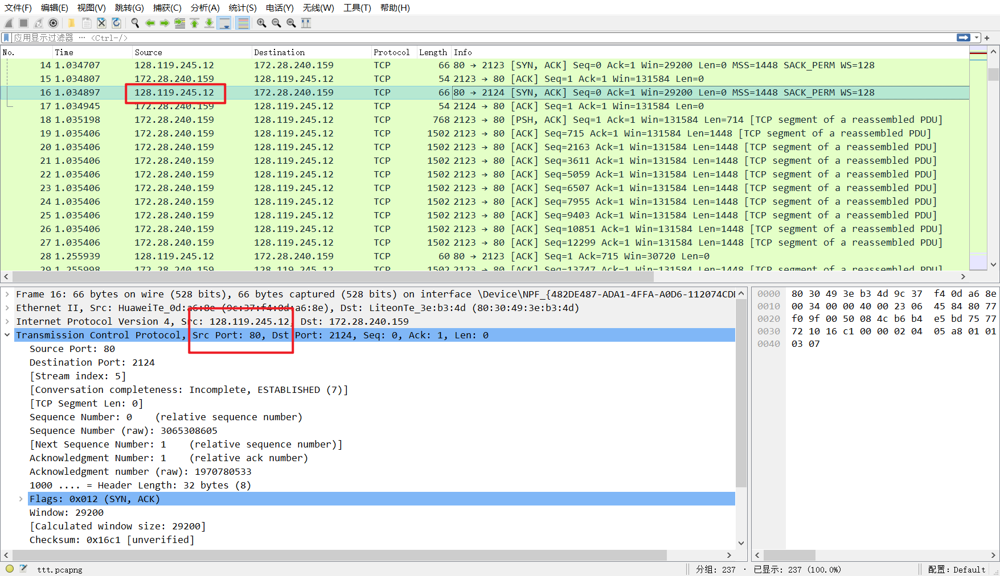 文件(F) 编辑(E) 视图(V) 跳转(G) 捕获(C) 分析(A) 统计(S) 电话(Y) 无线(W) 工具(T) 帮助(H)
应用显示过滤器 … <Ctrl-/>
No. Time Source Destination Protocol Length Info
14 1.034707 128.119.245.12 172.28.240.159 TCP 66 80 → 2123 [SYN, ACK] Seq=0 Ack=1 Win=29200 Len=0 MSS=1448 SACK_PERM WS=128
15 1.034807 172.28.240.159 128.119.245.12 TCP 54 2123 → 80 [ACK] Seq=1 Ack=1 Win=131584 Len=0
16 1.034897 128.119.245.12 172.28.240.159 TCP 66 80 → 2124 [SYN, ACK] Seq=0 Ack=1 Win=29200 Len=0 MSS=1448 SACK_PERM WS=128
17 1.034945 172.28.240.159 128.119.245.12 TCP 54 2124 → 80 [ACK] Seq=1 Ack=1 Win=131584 Len=0
18 1.035198 172.28.240.159 128.119.245.12 TCP 768 2123 → 80 [PSH, ACK] Seq=1 Ack=1 Win=131584 Len=714 [TCP segment of a reassembled PDU]
19 1.035406 172.28.240.159 128.119.245.12 TCP 1502 2123 → 80 [ACK] Seq=715 Ack=1 Win=131584 Len=1448 [TCP segment of a reassembled PDU]
20 1.035406 172.28.240.159 128.119.245.12 TCP 1502 2123 → 80 [ACK] Seq=2163 Ack=1 Win=131584 Len=1448 [TCP segment of a reassembled PDU]
21 1.035406 172.28.240.159 128.119.245.12 TCP 1502 2123 → 80 [ACK] Seq=3611 Ack=1 Win=131584 Len=1448 [TCP segment of a reassembled PDU]
22 1.035406 172.28.240.159 128.119.245.12 TCP 1502 2123 → 80 [ACK] Seq=5059 Ack=1 Win=131584 Len=1448 [TCP segment of a reassembled PDU]
23 1.035406 172.28.240.159 128.119.245.12 TCP 1502 2123 → 80 [ACK] Seq=6507 Ack=1 Win=131584 Len=1448 [TCP segment of a reassembled PDU]
24 1.035406 172.28.240.159 128.119.245.12 TCP 1502 2123 → 80 [ACK] Seq=7955 Ack=1 Win=131584 Len=1448 [TCP segment of a reassembled PDU]
25 1.035406 172.28.240.159 128.119.245.12 TCP 1502 2123 → 80 [ACK] Seq=9403 Ack=1 Win=131584 Len=1448 [TCP segment of a reassembled PDU]
26 1.035406 172.28.240.159 128.119.245.12 TCP 1502 2123 → 80 [ACK] Seq=10851 Ack=1 Win=131584 Len=1448 [TCP segment of a reassembled PDU]
27 1.035406 172.28.240.159 128.119.245.12 TCP 1502 2123 → 80 [ACK] Seq=12299 Ack=1 Win=131584 Len=1448 [TCP segment of a reassembled PDU]
28 1.255939 128.119.245.12 172.28.240.159 TCP 60 80 → 2123 [ACK] Seq=1 Ack=715 Win=30720 Len=0
29 1.255998 172.28.240.159 128.119.245.12 TCP 1502 2123 → 80 [ACK] Seq=13747 Ack=1 Win=131584 Len=1448 [TCP segment of a reassembled PDU]
Frame 16: 66 bytes on wire (528 bits), 66 bytes captured (528 bits) on interface \Device\NPF_{482DE487-ADA1-4FFA-A0D6-112074CD
Ethernet II, Src: HuaweiTe_0d:a6:8e (9c:37:f4:0d:a6:8e), Dst: LiteonTe_3e:b3:4d (80:30:49:3e:b3:4d)
Internet Protocol Version 4, Src: 128.119.245.12, Dst: 172.28.240.159
Transmission Control Protocol, Src Port: 80, Dst Port: 2124, Seq: 0, Ack: 1, Len: 0
Source Port: 80
Destination Port: 2124
[Stream index: 5]
[Conversation completeness: Incomplete, ESTABLISHED (7)]
[TCP Segment Len: 0]
Sequence Number: 0 (relative sequence number)
Sequence Number (raw): 3065308605
[Next Sequence Number: 1 (relative sequence number)]
Acknowledgment Number: 1 (relative ack number)
Acknowledgment number (raw): 1970780533
1000 .... = Header Length: 32 bytes (8)
Flags: 0x012 (SYN, ACK)
Window: 29200
[Calculated window size: 29200]
Checksum: 0x16c1 [unverified]
0000 80 30 49 3e b3 4d 9c 37 f4 0d a6 8e
0010 00 34 00 00 40 00 23 06 45 84 80 77
0020 f0 9f 00 50 08 4c b6 b4 e5 bd 75 77
0030 72 10 16 c1 00 00 02 04 05 a8 01 01
0040 03 07
ttt.pcapng 分组: 237 · 已显示: 237 (100.0%) 配置: Default